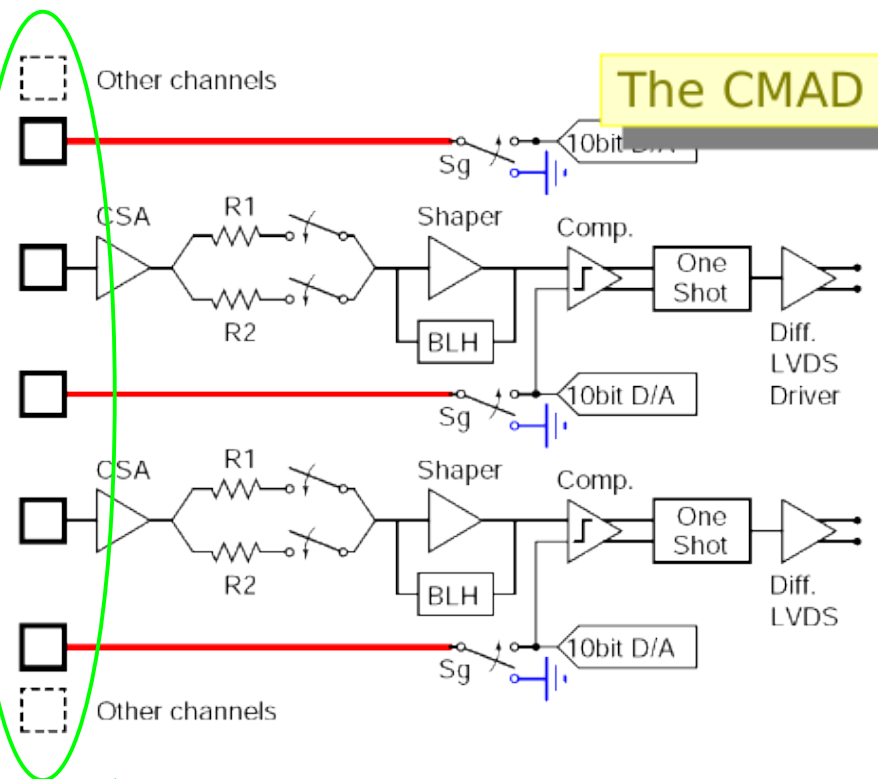 Other channels
The CMAD
10bit D/A
Sg
CSA
R1
Shaper
Comp.
One
Shot
R2
BLH
Diff.
LVDS
Driver
10bit D/A
Sg
CSA
R1
Shaper
Comp.
One
Shot
R2
BLH
Diff.
LVDS
10bit D/A
Sg
Other channels